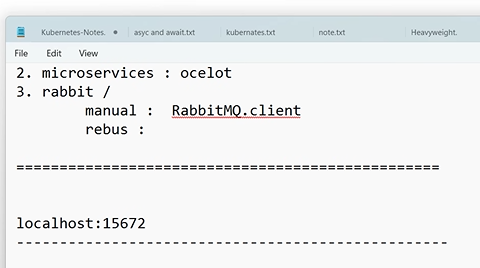 Kubernetes-Notes. asyc and await.txt kubernates.txt note.txt Heavyweight.
File Edit View
2. microservices : ocelot
3. rabbit /
manual : RabbitMQ.client
rebus :
=================================================
localhost:15672
--------------------------------------------------